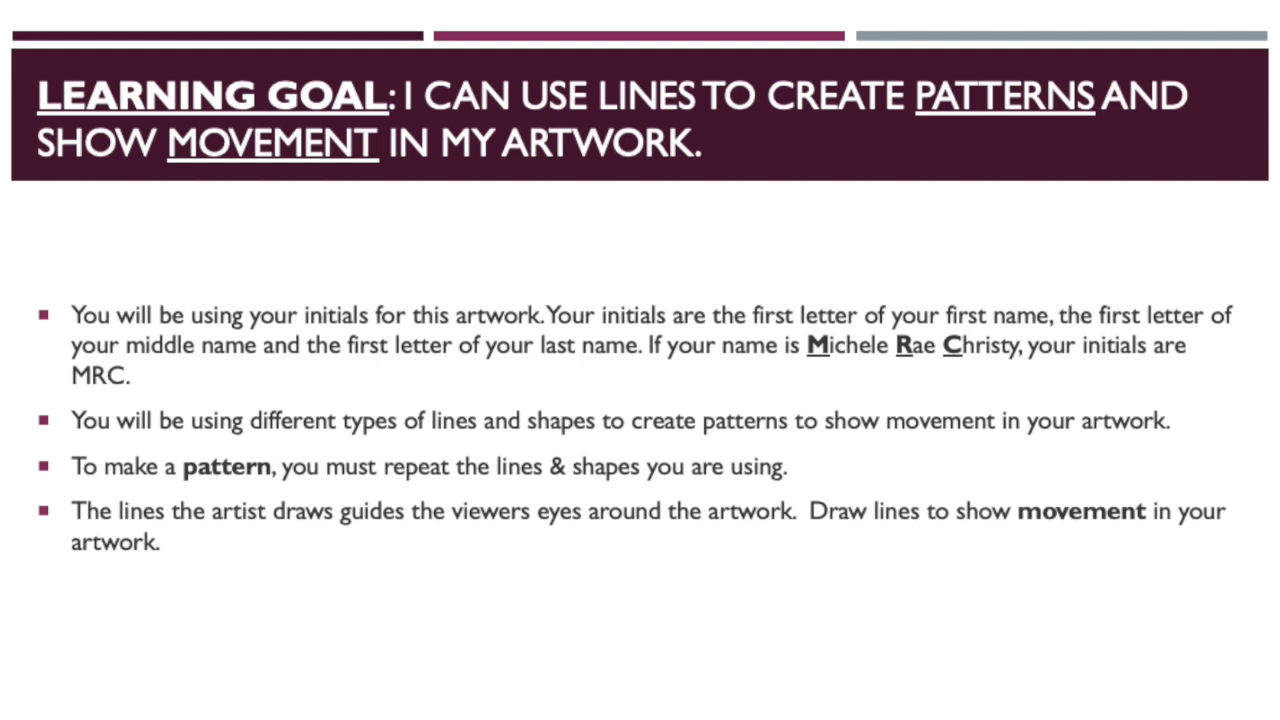 LEARNING GOAL: I CAN USE LINES TO CREATE PATTERNS AND
SHOW MOVEMENT IN MY ARTWORK.
You will be using your initials for this artwork. Your initials are the first letter of your first name, the first letter of
your middle name and the first letter of your last name. If your name is Michele Rae Christy, your initials are
MRC.
You will be using different types of lines and shapes to create patterns to show movement in your artwork.
To make a pattern, you must repeat the lines & shapes you are using.
The lines the artist draws guides the viewers eyes around the artwork.  Draw lines to show movement in your
artwork.